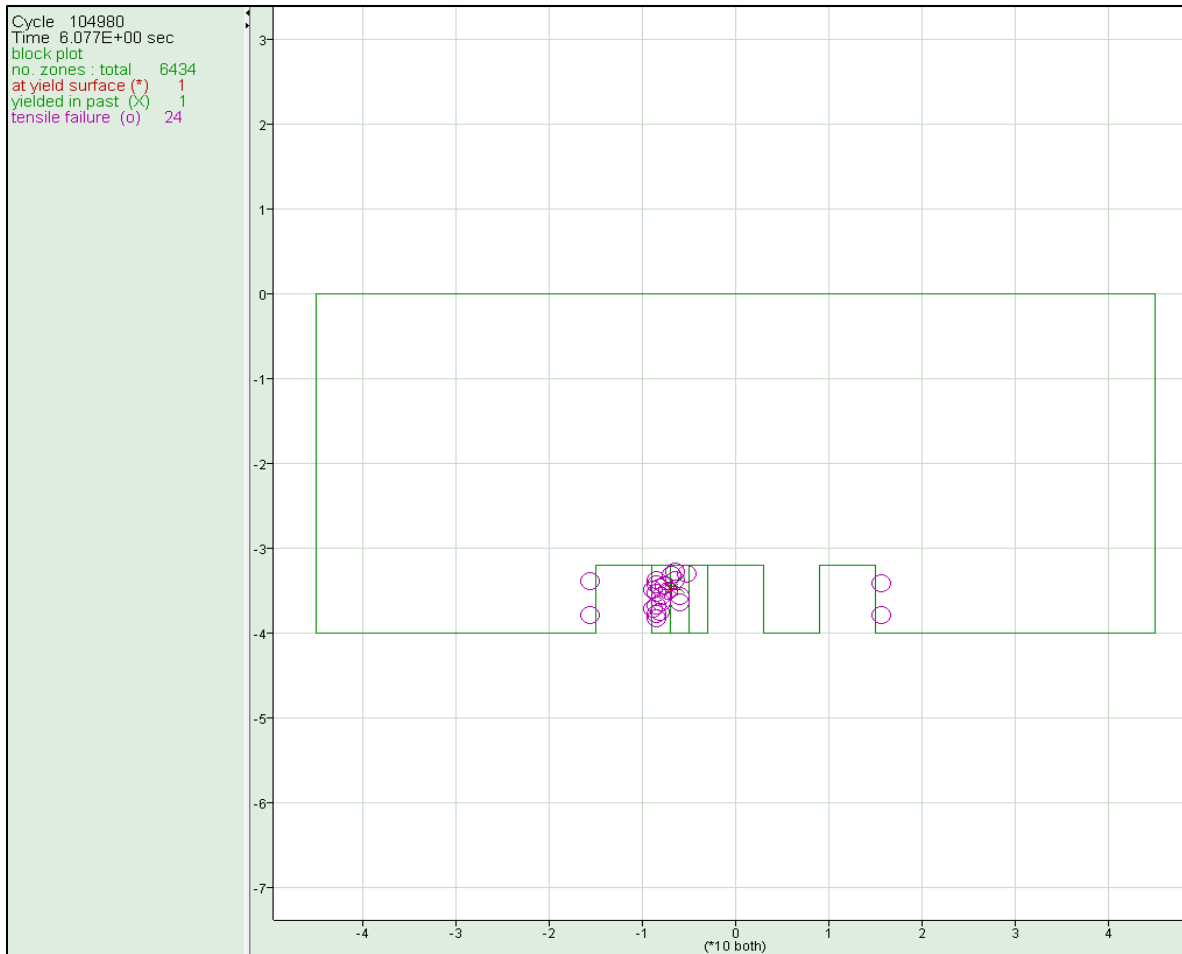 Cycle 104980
Time 6.077E+00 sec
block plot
no. zones : total 6434
at yield surface (*) 1
yielded in past (X) 1
tensile failure (o) 24
3
2
1
0
-1
-2
-3
-4
-5
-6
-7
-4 -3 -2 -1 0 1 2 3 4
(*10 both)